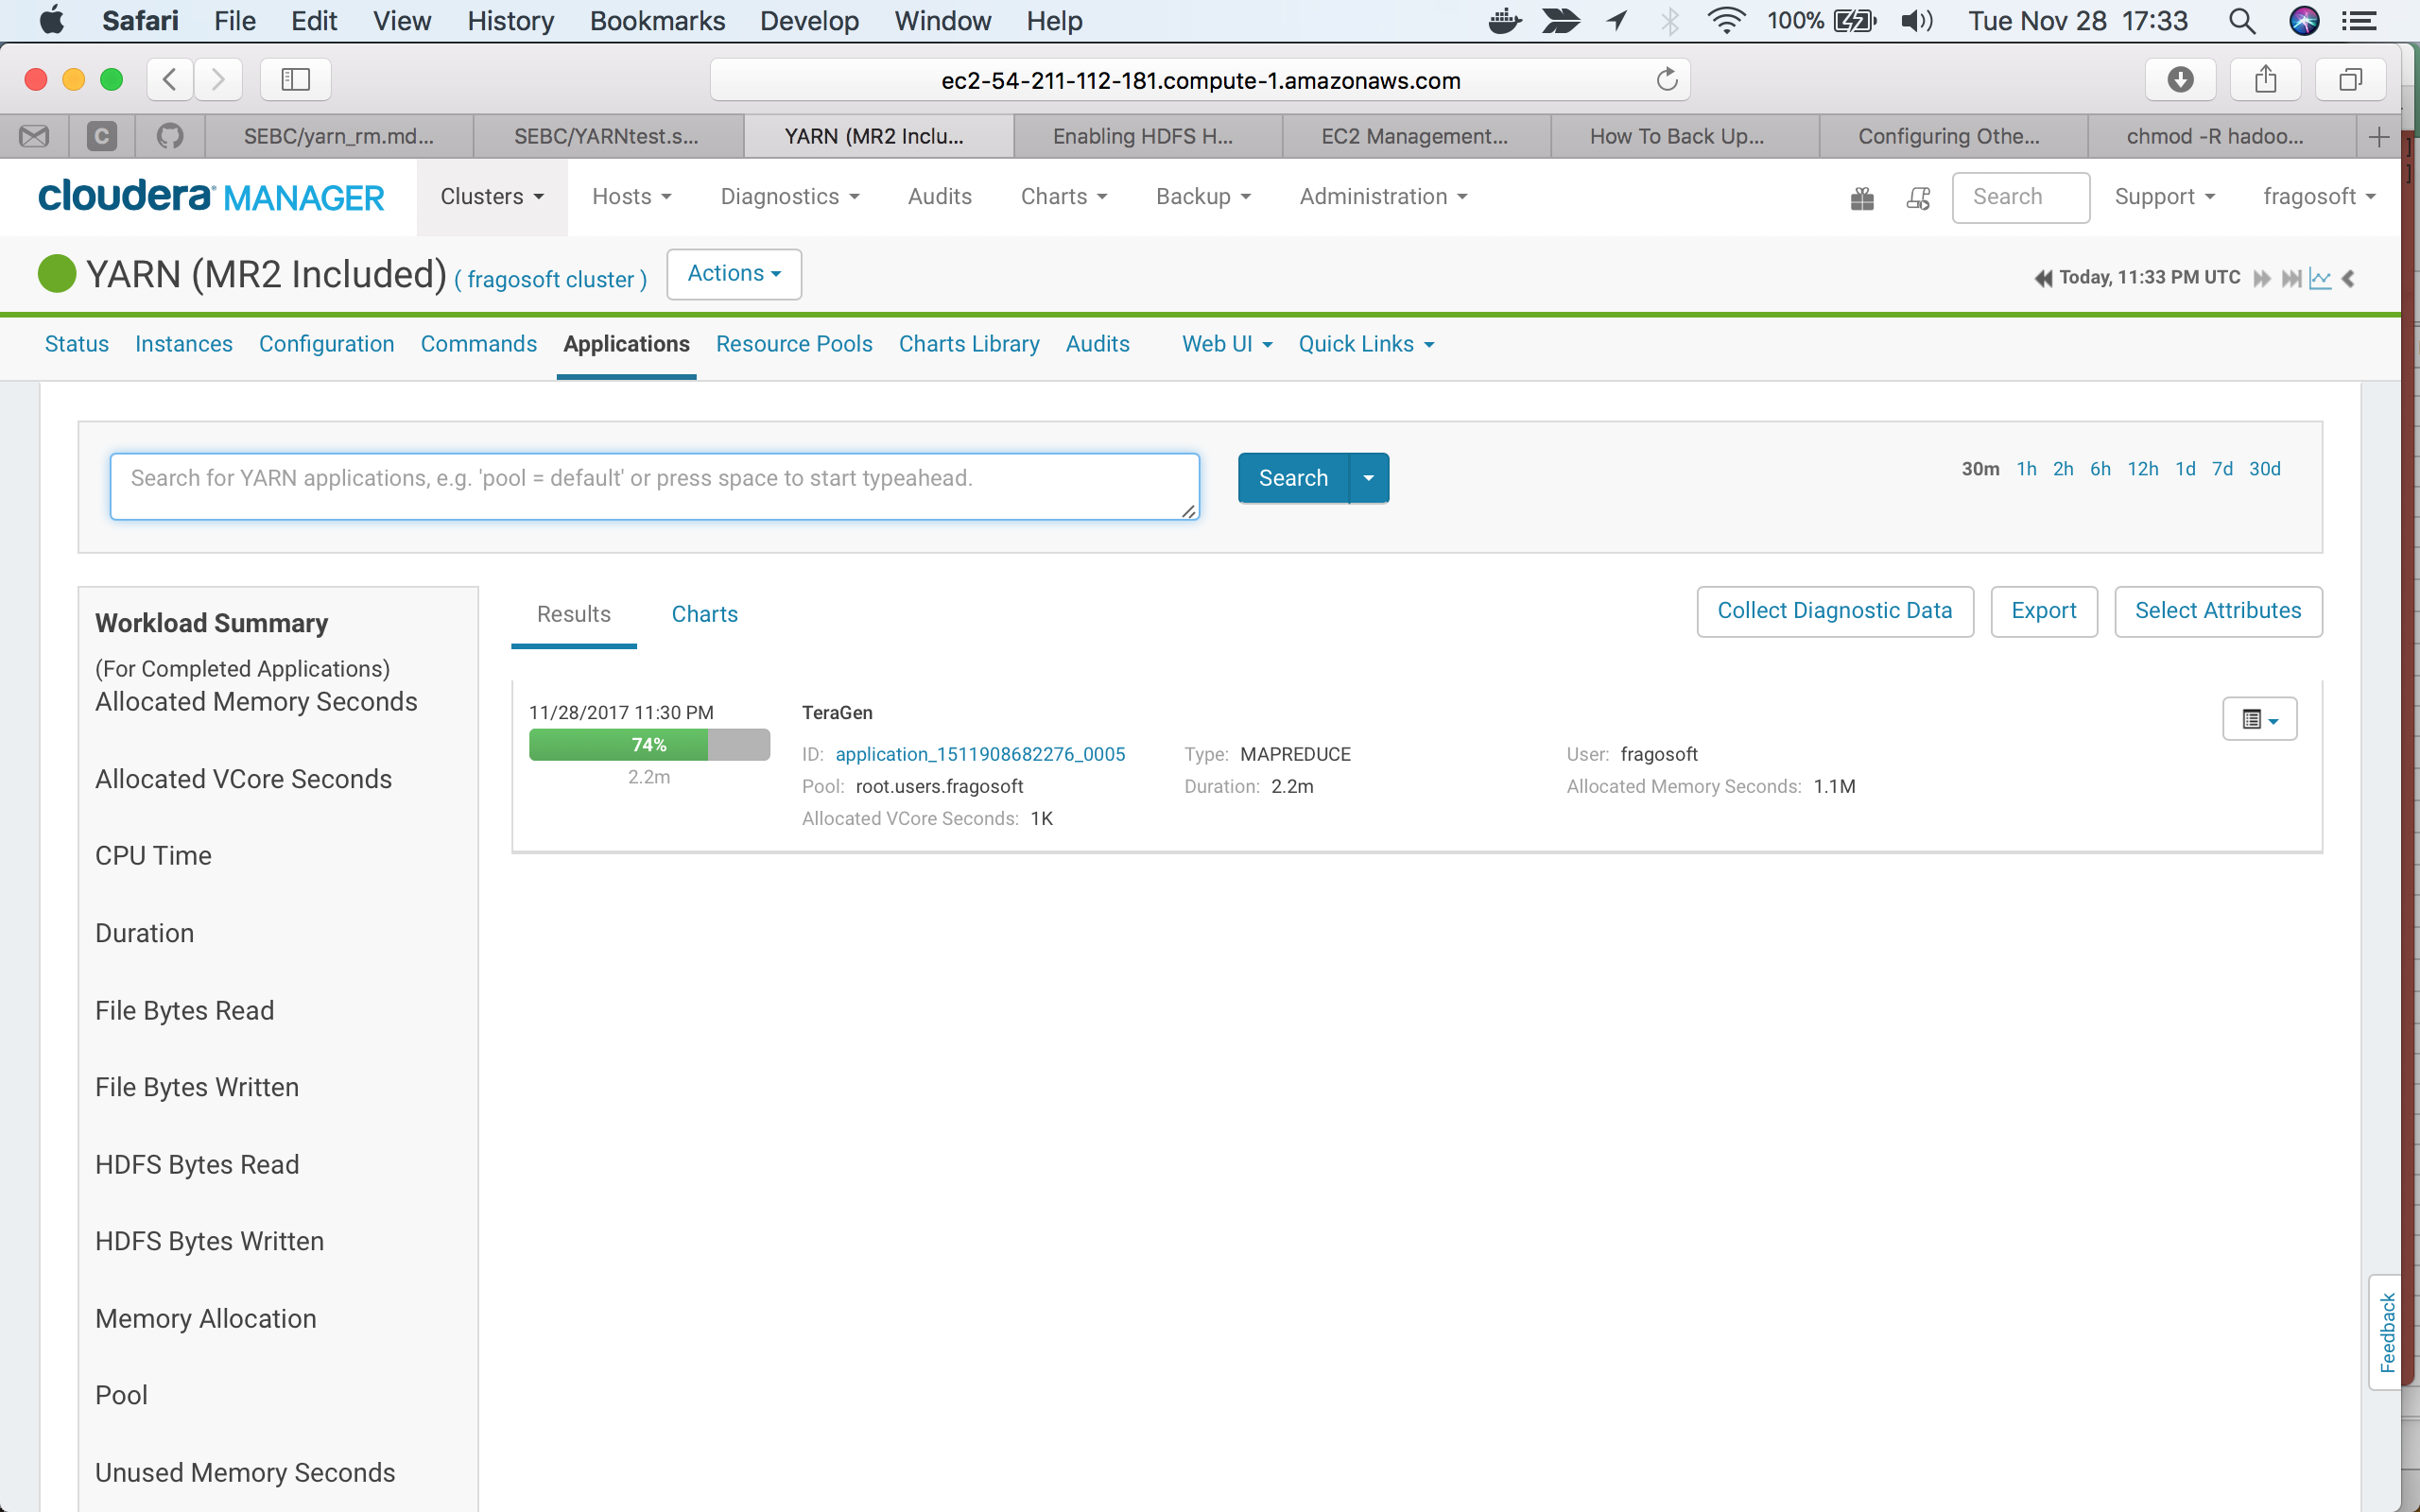 Safari File Edit View History Bookmarks Develop Window Help 100% Tue Nov 28 17:33
ec2-54-211-112-181.compute-1.amazonaws.com
C SEBC/yarn_rm.md... SEBC/YARNtest.s... YARN (MR2 Inclu... Enabling HDFS H... EC2 Management... How To Back Up... Configuring Othe... chmod -R hadoo...
cloudera MANAGER Clusters Hosts Diagnostics Audits Charts Backup Administration Search Support fragosoft
YARN (MR2 Included) ( fragosoft cluster ) Actions Today, 11:33 PM UTC
Status Instances Configuration Commands Applications Resource Pools Charts Library Audits Web UI Quick Links
Search for YARN applications, e.g. 'pool = default' or press space to start typeahead. Search 30m 1h 2h 6h 12h 1d 7d 30d
Workload Summary
(For Completed Applications)
Allocated Memory Seconds
Allocated VCore Seconds
CPU Time
Duration
File Bytes Read
File Bytes Written
HDFS Bytes Read
HDFS Bytes Written
Memory Allocation
Pool
Unused Memory Seconds
Results Charts Collect Diagnostic Data Export Select Attributes
11/28/2017 11:30 PM TeraGen
74%
2.2m
ID: application_1511908682276_0005 Type: MAPREDUCE User: fragosoft
Pool: root.users.fragosoft Duration: 2.2m Allocated Memory Seconds: 1.1M
Allocated VCore Seconds: 1K
Feedback